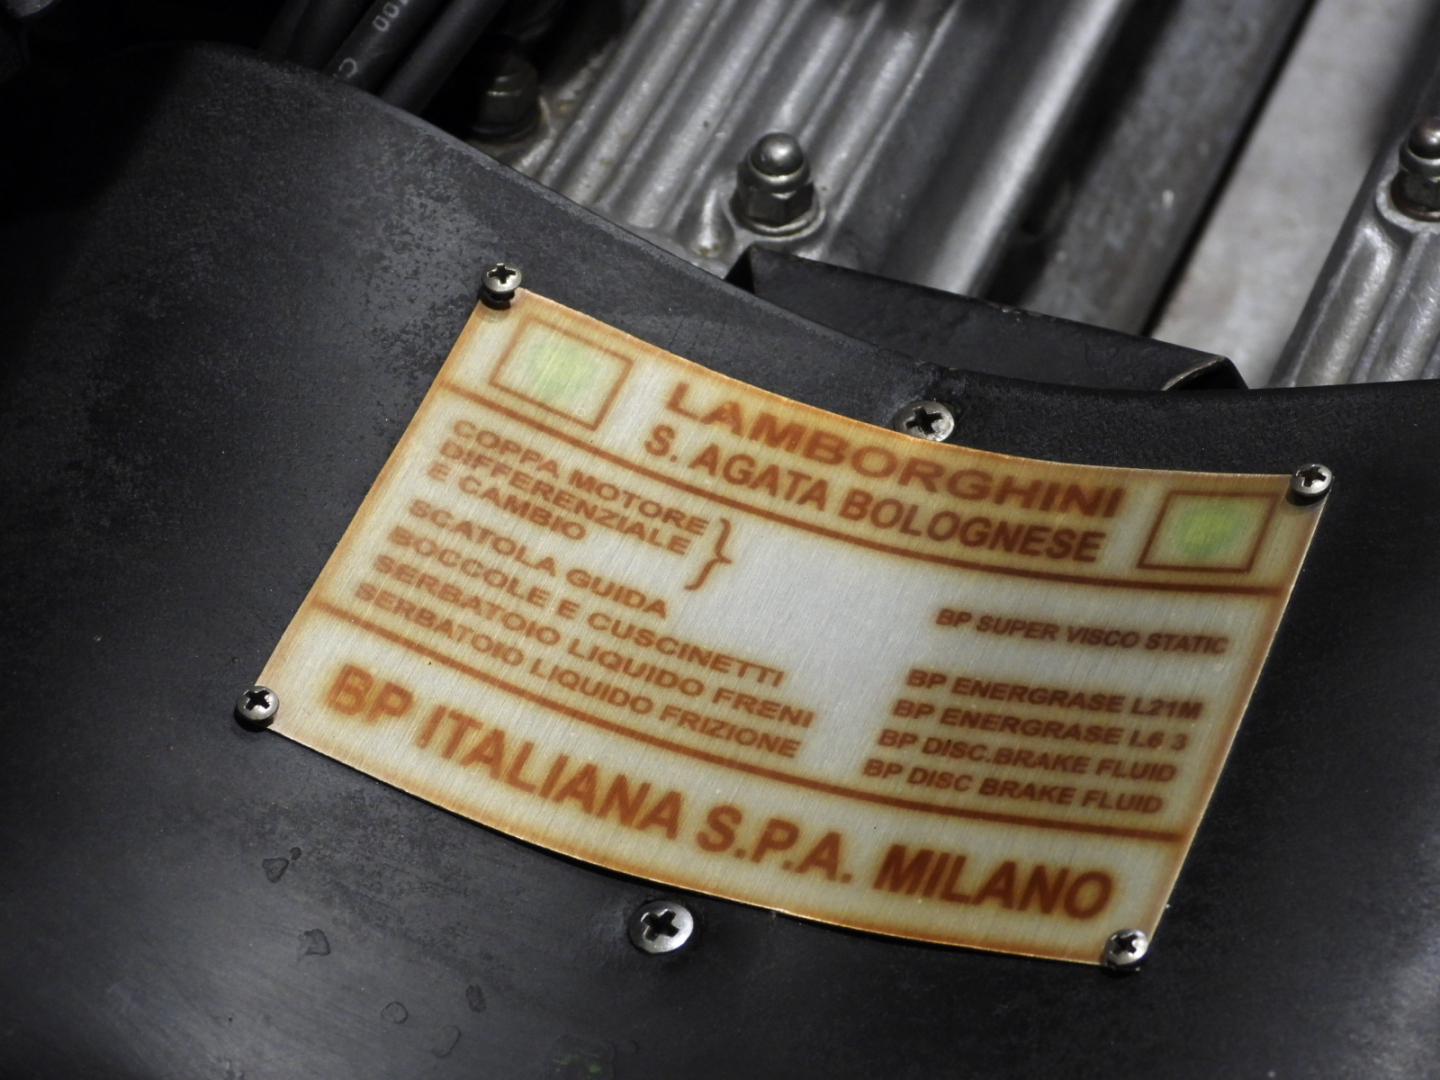 LAMBORGHINI
S. AGATA BOLOGNESE
COPPA MOTORE
DIFFERENZIALE
E CAMBIO
BP SUPER VISCO STATIC
SCATOLA GUIDA
BP ENERGRASE L21M
BOCCOLE E CUSCINETTI
BP ENERGRASE L6 3
SERBATOIO LIQUIDO FRENI
BP DISC.BRAKE FLUID
SERBATOIO LIQUIDO FRIZIONE
BP DISC BRAKE FLUID
BP ITALIANA S.P.A. MILANO